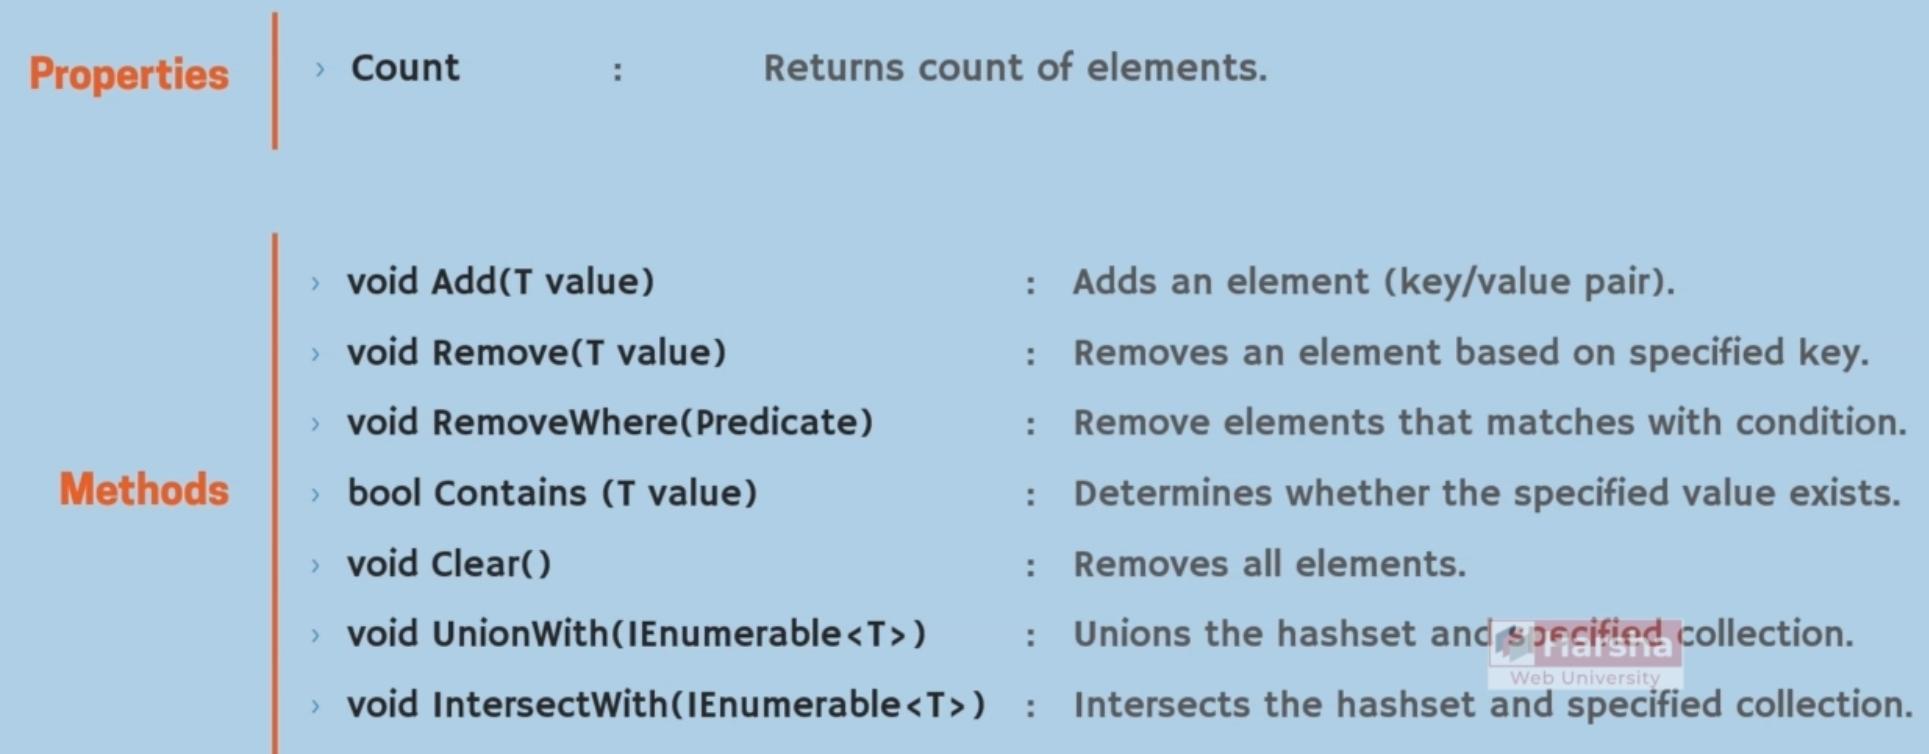 Properties
› Count : Returns count of elements.
Methods
› void Add(T value) : Adds an element (key/value pair).
› void Remove(T value) : Removes an element based on specified key.
› void RemoveWhere(Predicate) : Remove elements that matches with condition.
› bool Contains (T value) : Determines whether the specified value exists.
› void Clear() : Removes all elements.
› void UnionWith(IEnumerable<T>) : Unions the hashset and specified collection.
› void IntersectWith(IEnumerable<T>) : Intersects the hashset and specified collection.
Harsha
Web University